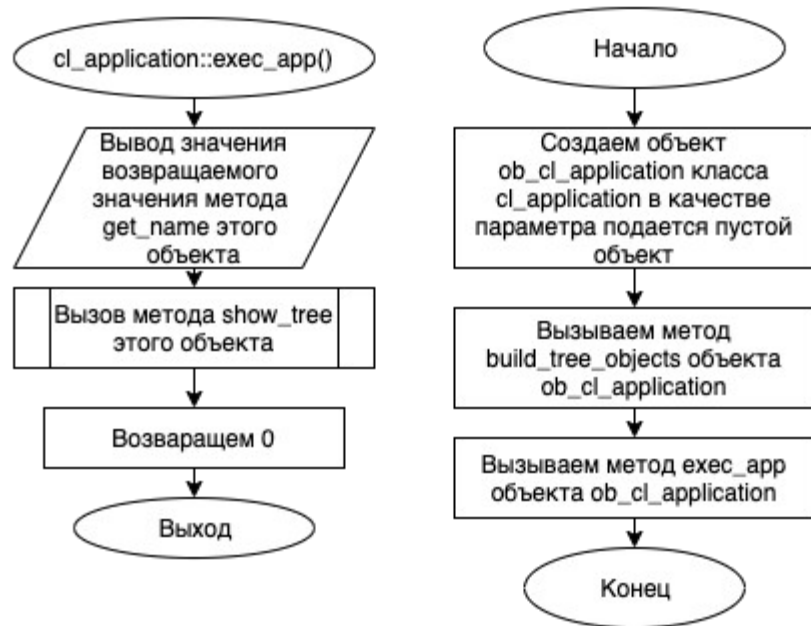 cl_application::exec_app()
Вывод значения
возвращаемого
значения метода
get_name этого
объекта
Вызов метода show_tree
этого объекта
Возваращем 0
Выход
Начало
Создаем объект
ob_cl_application класса
cl_application в качестве
параметра подается пустой
объект
Вызываем метод
build_tree_objects объекта
ob_cl_application
Вызываем метод exec_app
объекта ob_cl_application
Конец